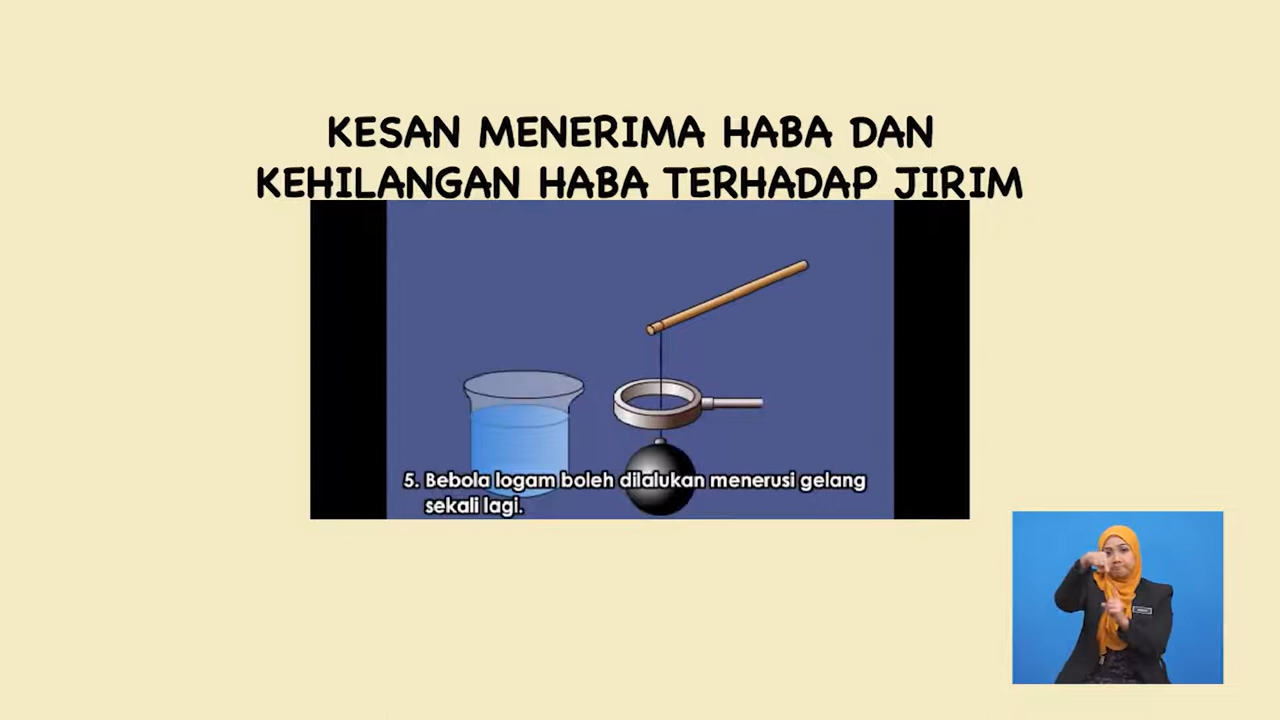 KESAN MENERIMA HABA DAN
KEHILANGAN HABA TERHADAP JIRIM
5. Bebola logam boleh dilalukan menerusi gelang
sekali lagi.